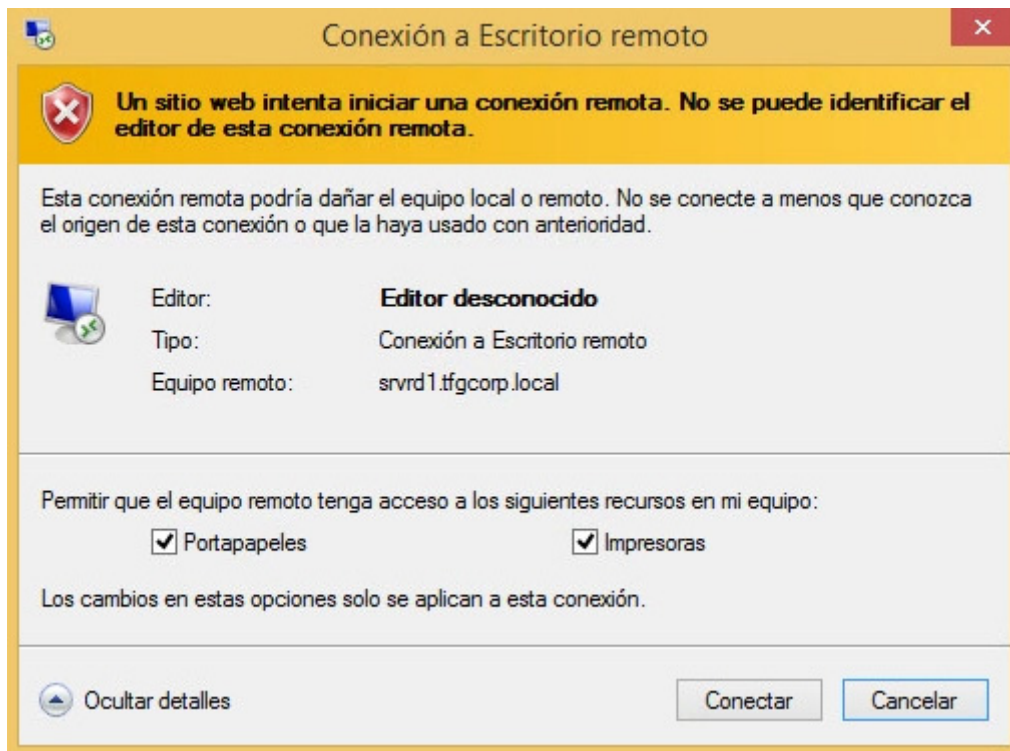 Conexión a Escritorio remoto
Un sitio web intenta iniciar una conexión remota. No se puede identificar el
editor de esta conexión remota.
Esta conexión remota podría dañar el equipo local o remoto. No se conecte a menos que conozca
el origen de esta conexión o que la haya usado con anterioridad.
Editor: Editor desconocido
Tipo: Conexión a Escritorio remoto
Equipo remoto: srvrd1.tfgcorp.local
Permitir que el equipo remoto tenga acceso a los siguientes recursos en mi equipo:
Portapapeles Impresoras
Los cambios en estas opciones solo se aplican a esta conexión.
Ocultar detalles Conectar Cancelar